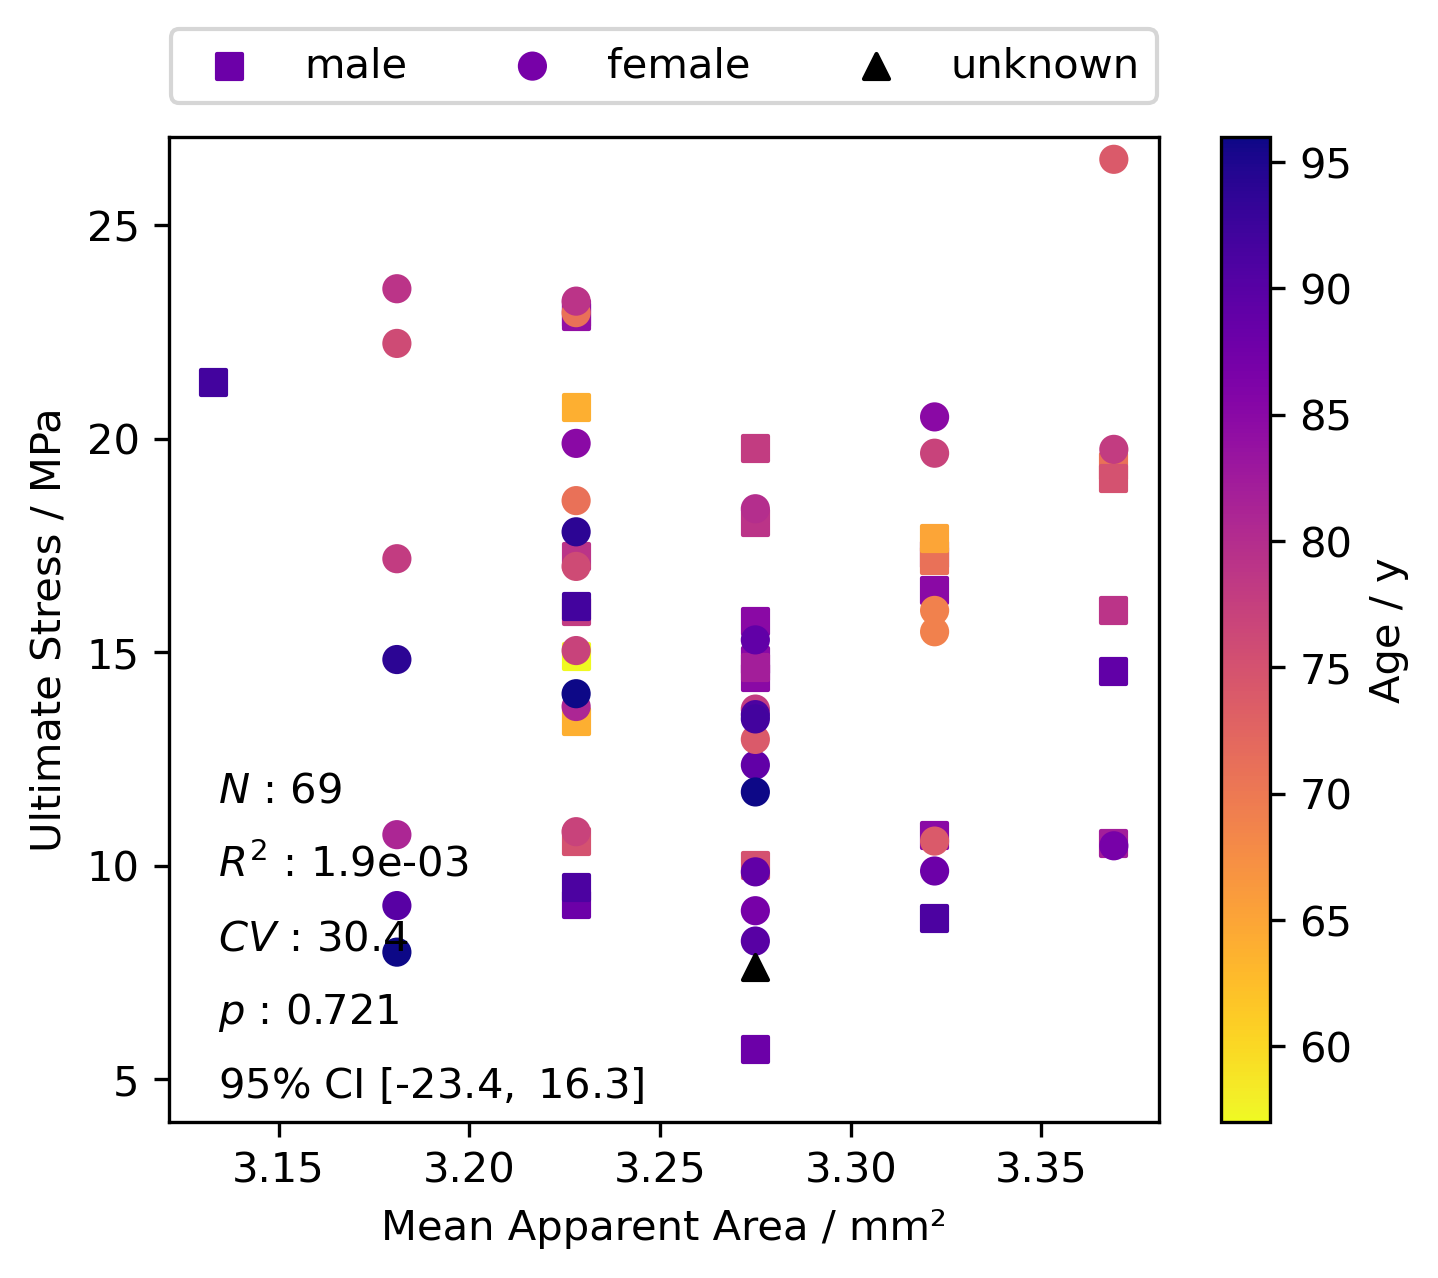 male female unknown
25
20
15
10
5
Ultimate Stress / MPa
N : 69
R² : 1.9e-03
CV : 30.4
p : 0.721
95% CI [-23.4, 16.3]
3.15 3.20 3.25 3.30 3.35
Mean Apparent Area / mm²
95
90
85
80
75
70
65
60
Age / y